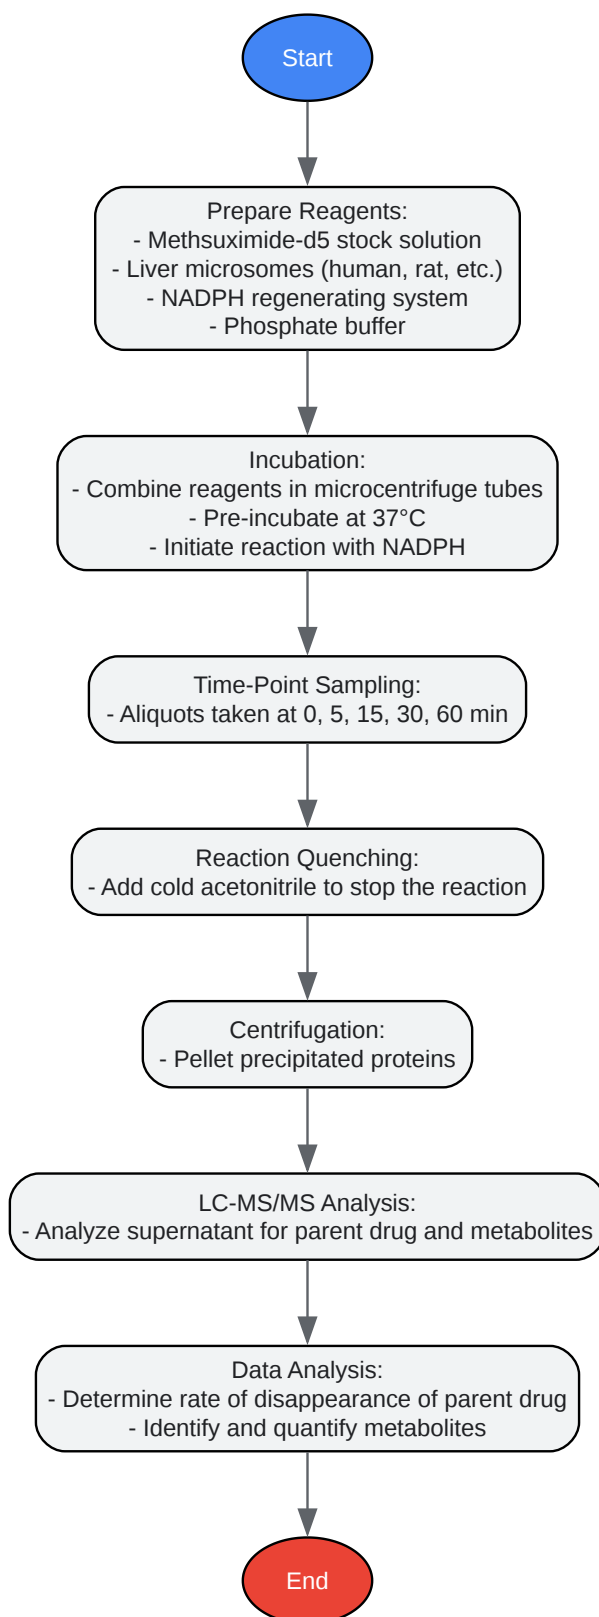 Start
Prepare Reagents:
- Methsuximide-d5 stock solution
- Liver microsomes (human, rat, etc.)
- NADPH regenerating system
- Phosphate buffer
Incubation:
- Combine reagents in microcentrifuge tubes
- Pre-incubate at 37°C
- Initiate reaction with NADPH
Time-Point Sampling:
- Aliquots taken at 0, 5, 15, 30, 60 min
Reaction Quenching:
- Add cold acetonitrile to stop the reaction
Centrifugation:
- Pellet precipitated proteins
LC-MS/MS Analysis:
- Analyze supernatant for parent drug and metabolites
Data Analysis:
- Determine rate of disappearance of parent drug
- Identify and quantify metabolites
End